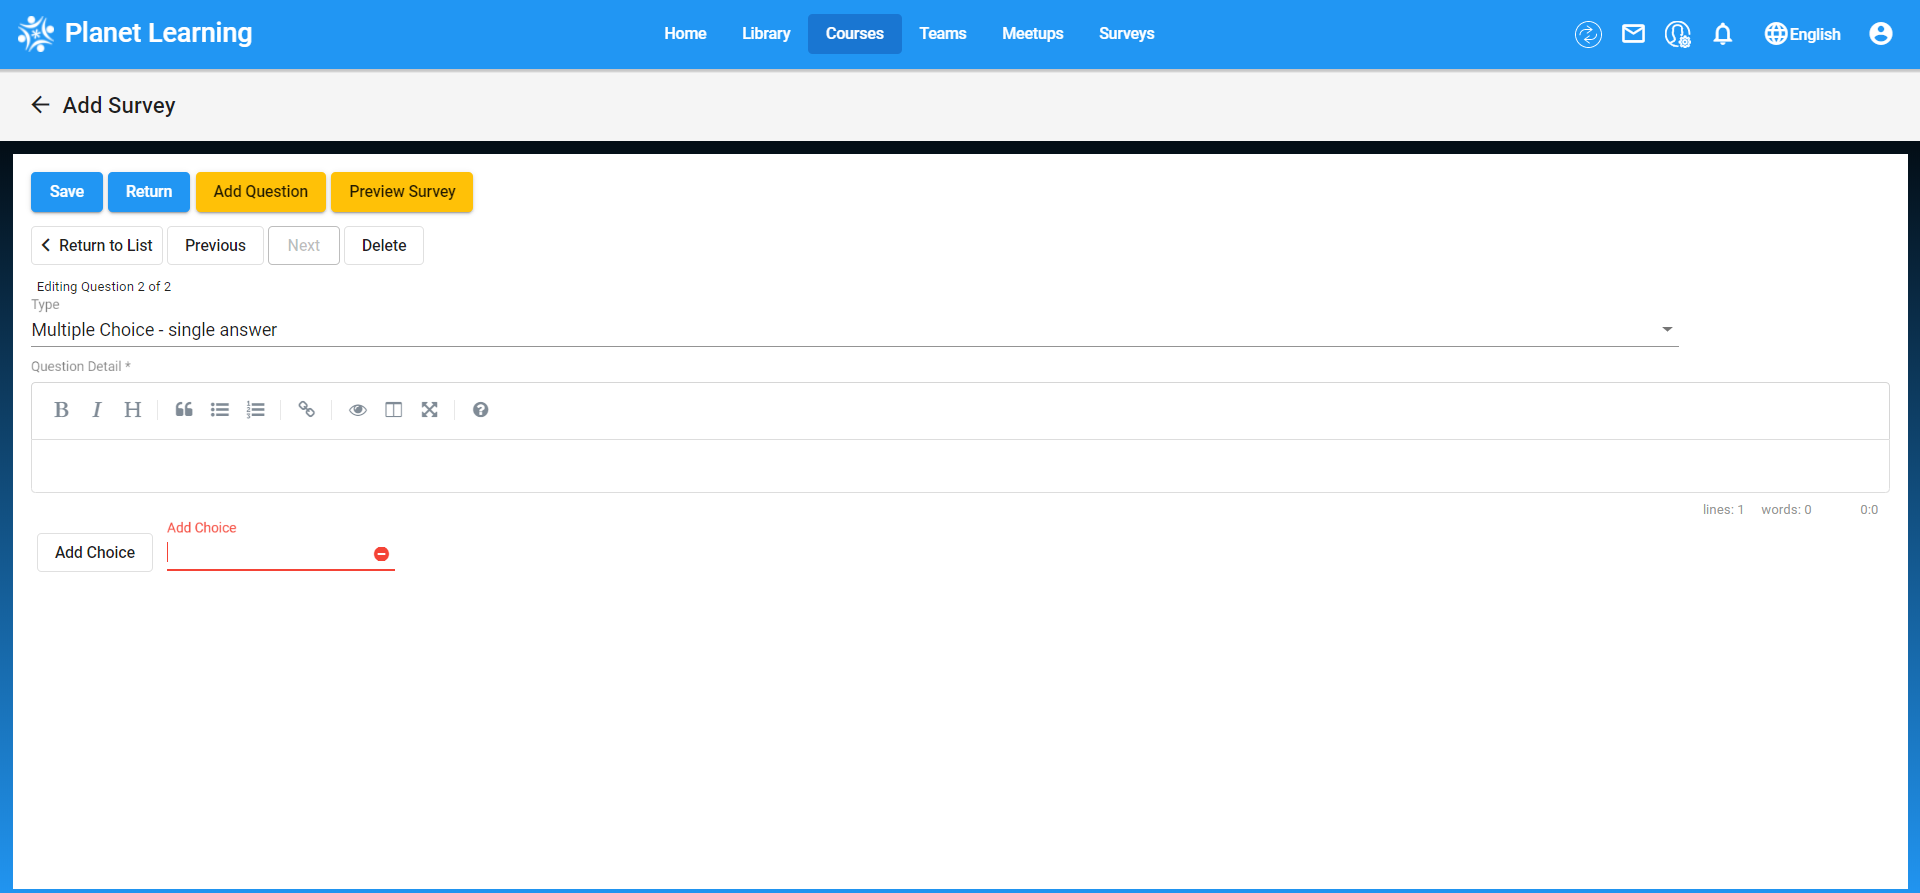 Planet Learning
Home Library Courses Teams Meetups Surveys
English
Add Survey
Save Return Add Question Preview Survey
Return to List Previous Next Delete
Editing Question 2 of 2
Type
Multiple Choice - single answer
Question Detail *
B I H
lines: 1 words: 0 0:0
Add Choice
Add Choice